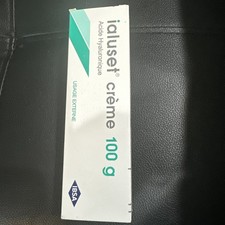 ialuset® crème 100 g
Acide Hyaluronique
USAGE EXTERNE
IBSA